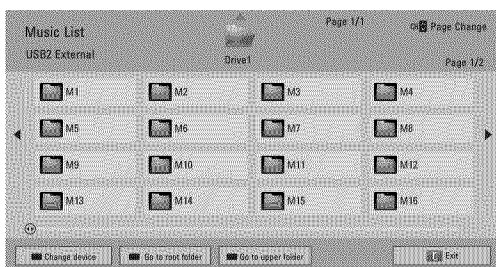 Music List
Page 1/1
CH Page Change
USB2 External
Drive1
Page 1/2
M1 M2 M3 M4
M5 M6 M7 M8
M9 M10 M11 M12
M13 M14 M15 M16
Change device Go to root folder Go to upper folder Exit